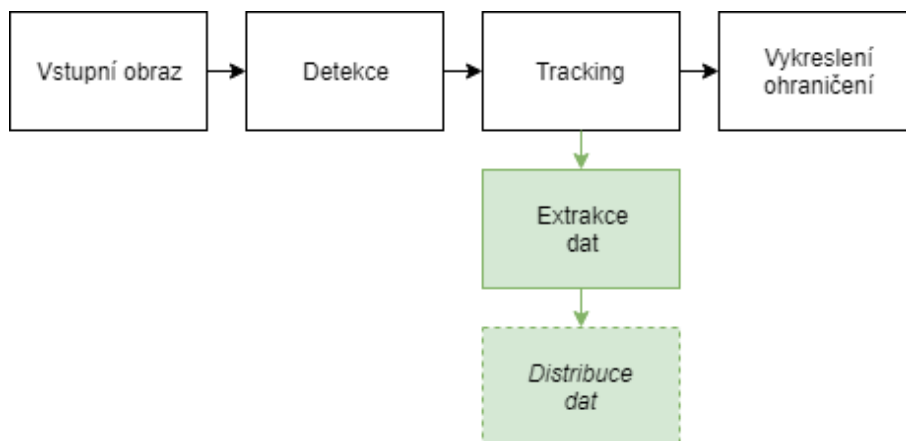 Vstupní obraz
Detekce
Tracking
Vykreslení
ohraničení
Extrakce
dat
Distribuce
dat